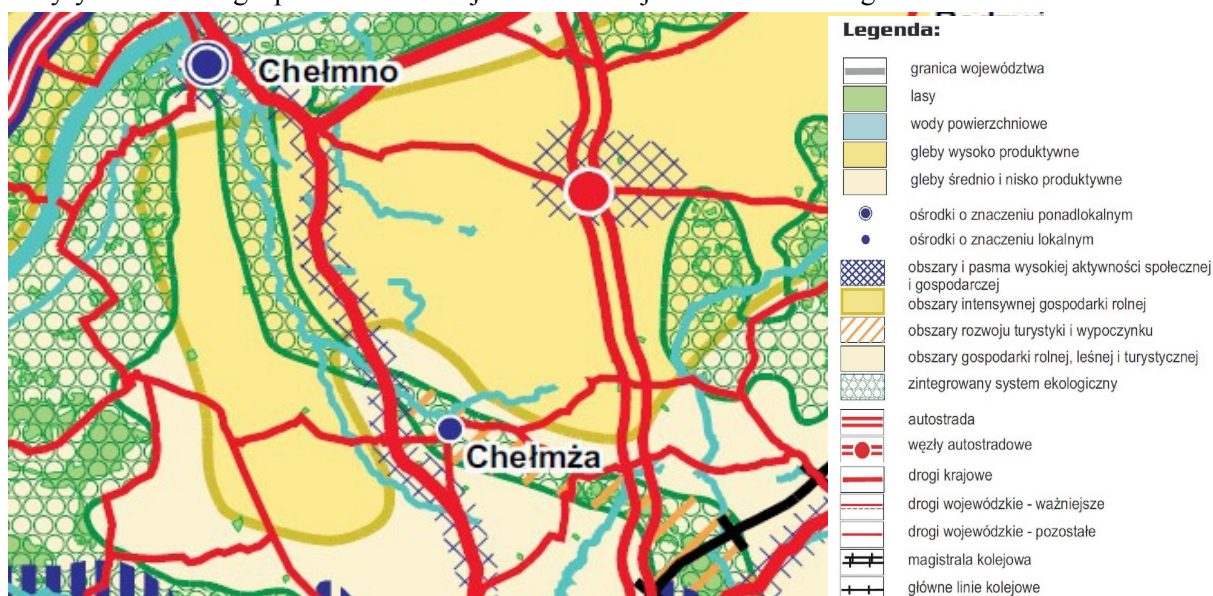 Chełmno
Chełmża
Legenda:
granica województwa
lasy
wody powierzchniowe
gleby wysoko produktywne
gleby średnio i nisko produktywne
ośrodki o znaczeniu ponadlokalnym
ośrodki o znaczeniu lokalnym
obszary i pasma wysokiej aktywności społecznej
i gospodarczej
obszary intensywnej gospodarki rolnej
obszary rozwoju turystyki i wypoczynku
obszary gospodarki rolnej, leśnej i turystycznej
zintegrowany system ekologiczny
autostrada
węzły autostradowe
drogi krajowe
drogi wojewódzkie - ważniejsze
drogi wojewódzkie - pozostałe
magistrala kolejowa
główne linie kolejowe